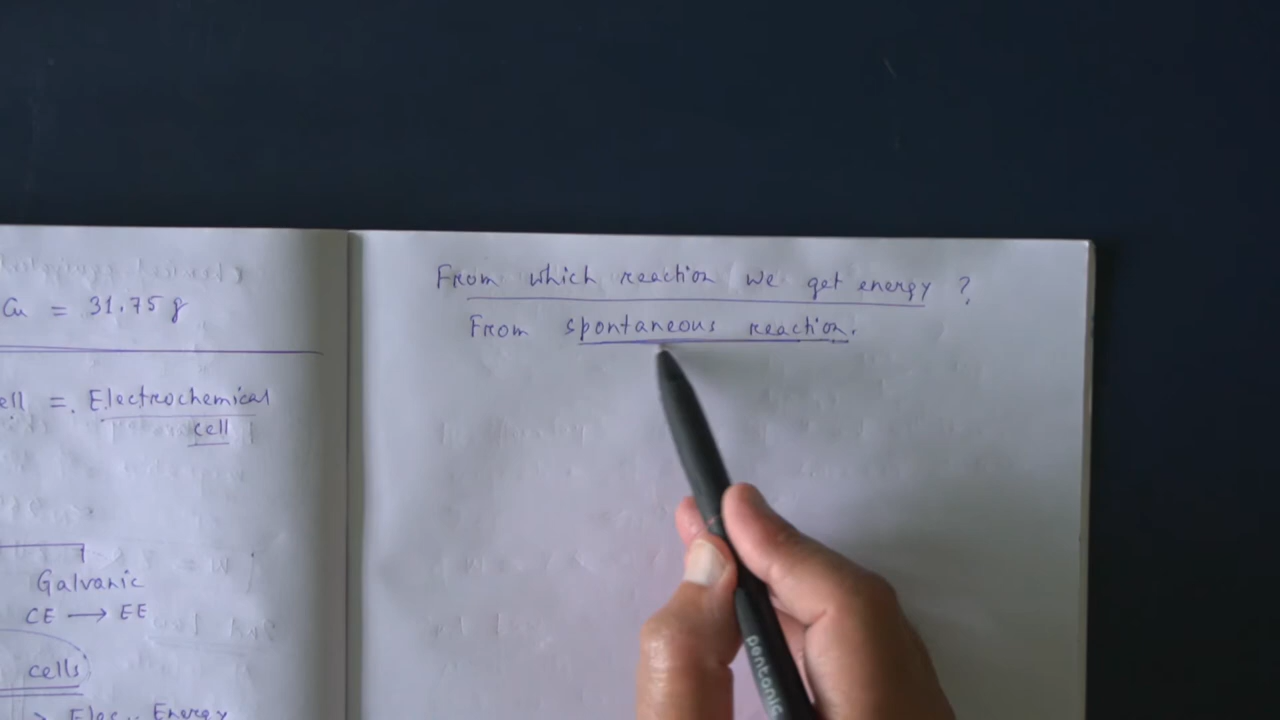 Cu = 31.75 g
ell = Electrochemical
cell
Galvanic
CE → EE
cells
Energy
From which reaction we get energy ?
From spontaneous reaction.
pentonic